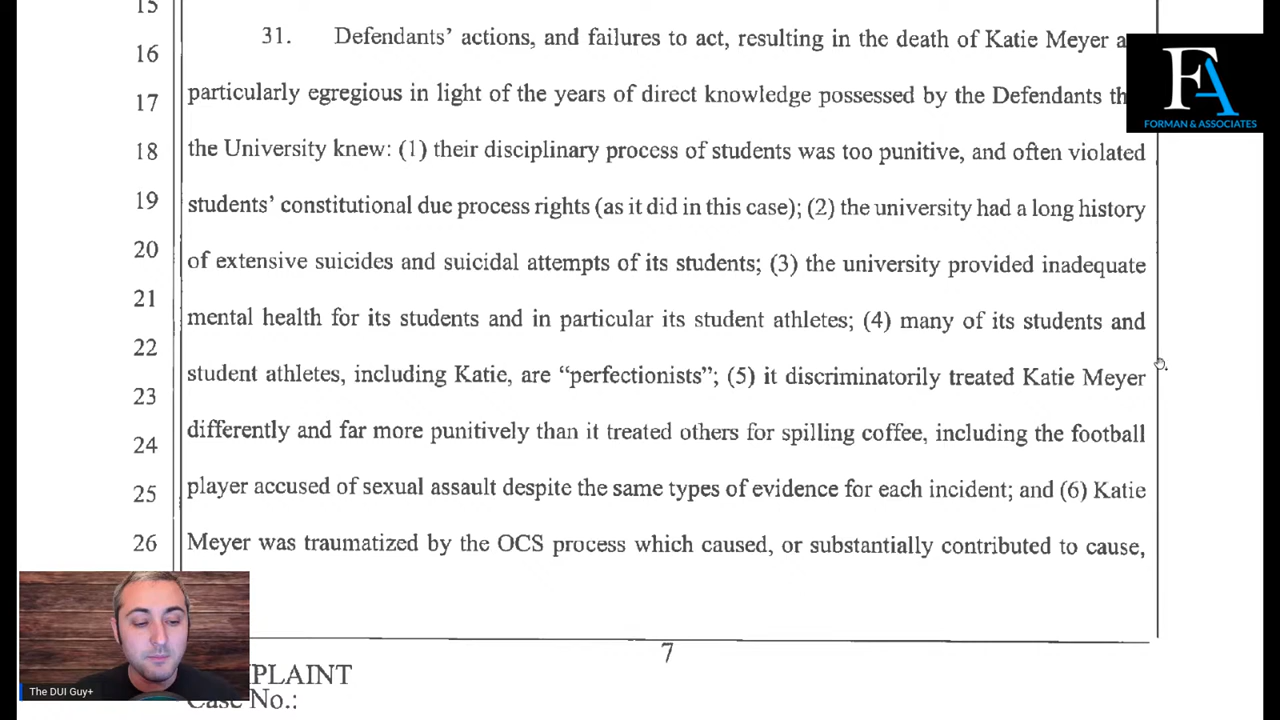 15
16 31. Defendants' actions, and failures to act, resulting in the death of Katie Meyer
17 particularly egregious in light of the years of direct knowledge possessed by the Defendants
18 the University knew: (1) their disciplinary process of students was too punitive, and often violated
19 students' constitutional due process rights (as it did in this case); (2) the university had a long history
20 of extensive suicides and suicidal attempts of its students; (3) the university provided inadequate
21 mental health for its students and in particular its student athletes; (4) many of its students and
22 student athletes, including Katie, are “perfectionists”; (5) it discriminatorily treated Katie Meyer
23 differently and far more punitively than it treated others for spilling coffee, including the football
24 player accused of sexual assault despite the same types of evidence for each incident; and (6) Katie
25 Meyer was traumatized by the OCS process which caused, or substantially contributed to cause,
26
7
PLAINT
Case No.:
FA
FORMAN & ASSOCIATES
The DUI Guy+